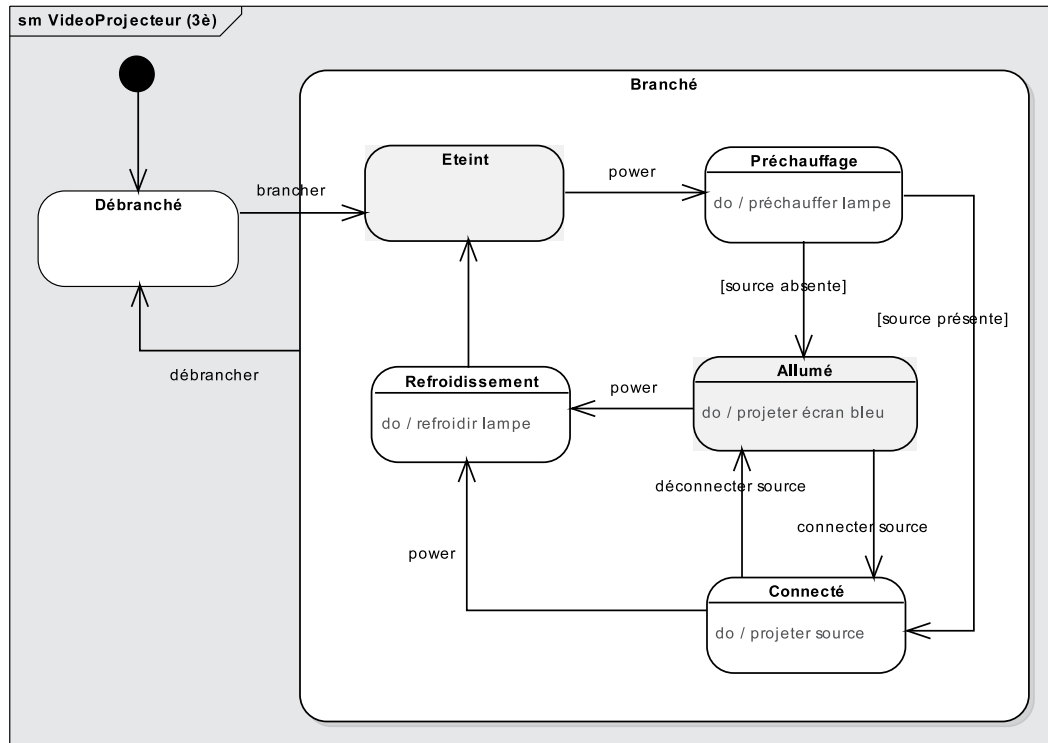 sm VideoProjecteur (3è)
Branché
Eteint
power
Préchauffage
do / préchauffer lampe
brancher
Débranché
[source absente]
[source présente]
débrancher
Refroidissement
do / refroidir lampe
power
Allumé
do / projeter écran bleu
déconnecter source
connecter source
power
Connecté
do / projeter source